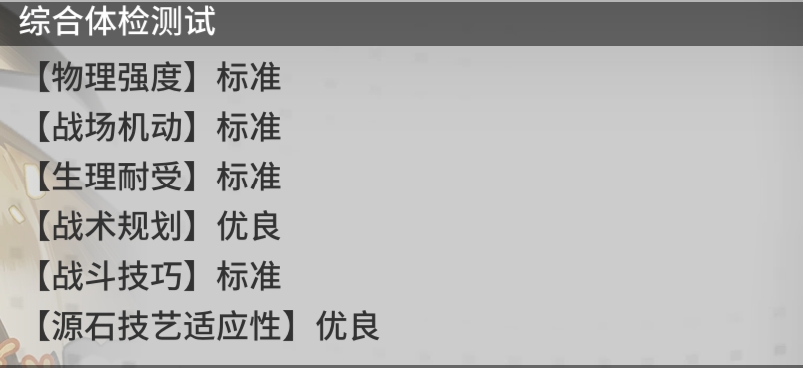 综合体检测试
【物理强度】标准
【战场机动】标准
【生理耐受】标准
【战术规划】优良
【战斗技巧】标准
【源石技艺适应性】优良